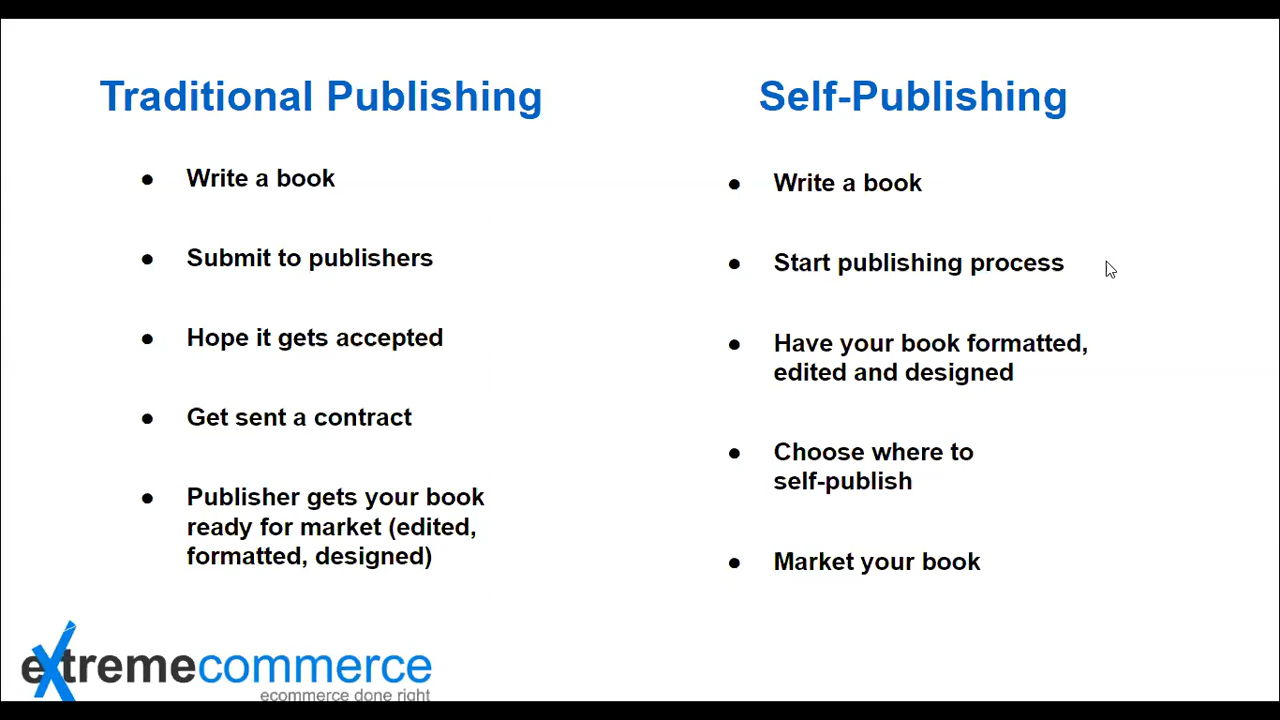 Traditional Publishing
● Write a book
● Submit to publishers
● Hope it gets accepted
● Get sent a contract
● Publisher gets your book
ready for market (edited,
formatted, designed)
Self-Publishing
● Write a book
● Start publishing process
● Have your book formatted,
edited and designed
● Choose where to
self-publish
● Market your book
extremecommerce
ecommerce done right